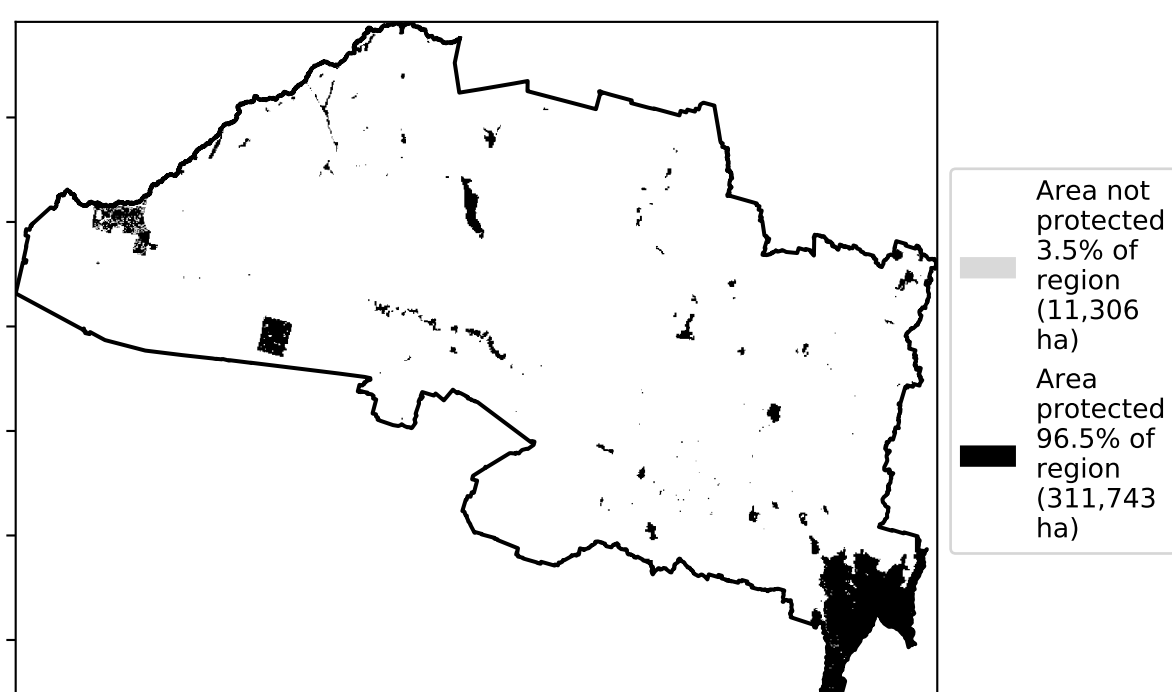 Area not
protected
3.5% of
region
(11,306
ha)
Area
protected
96.5% of
region
(311,743
ha)